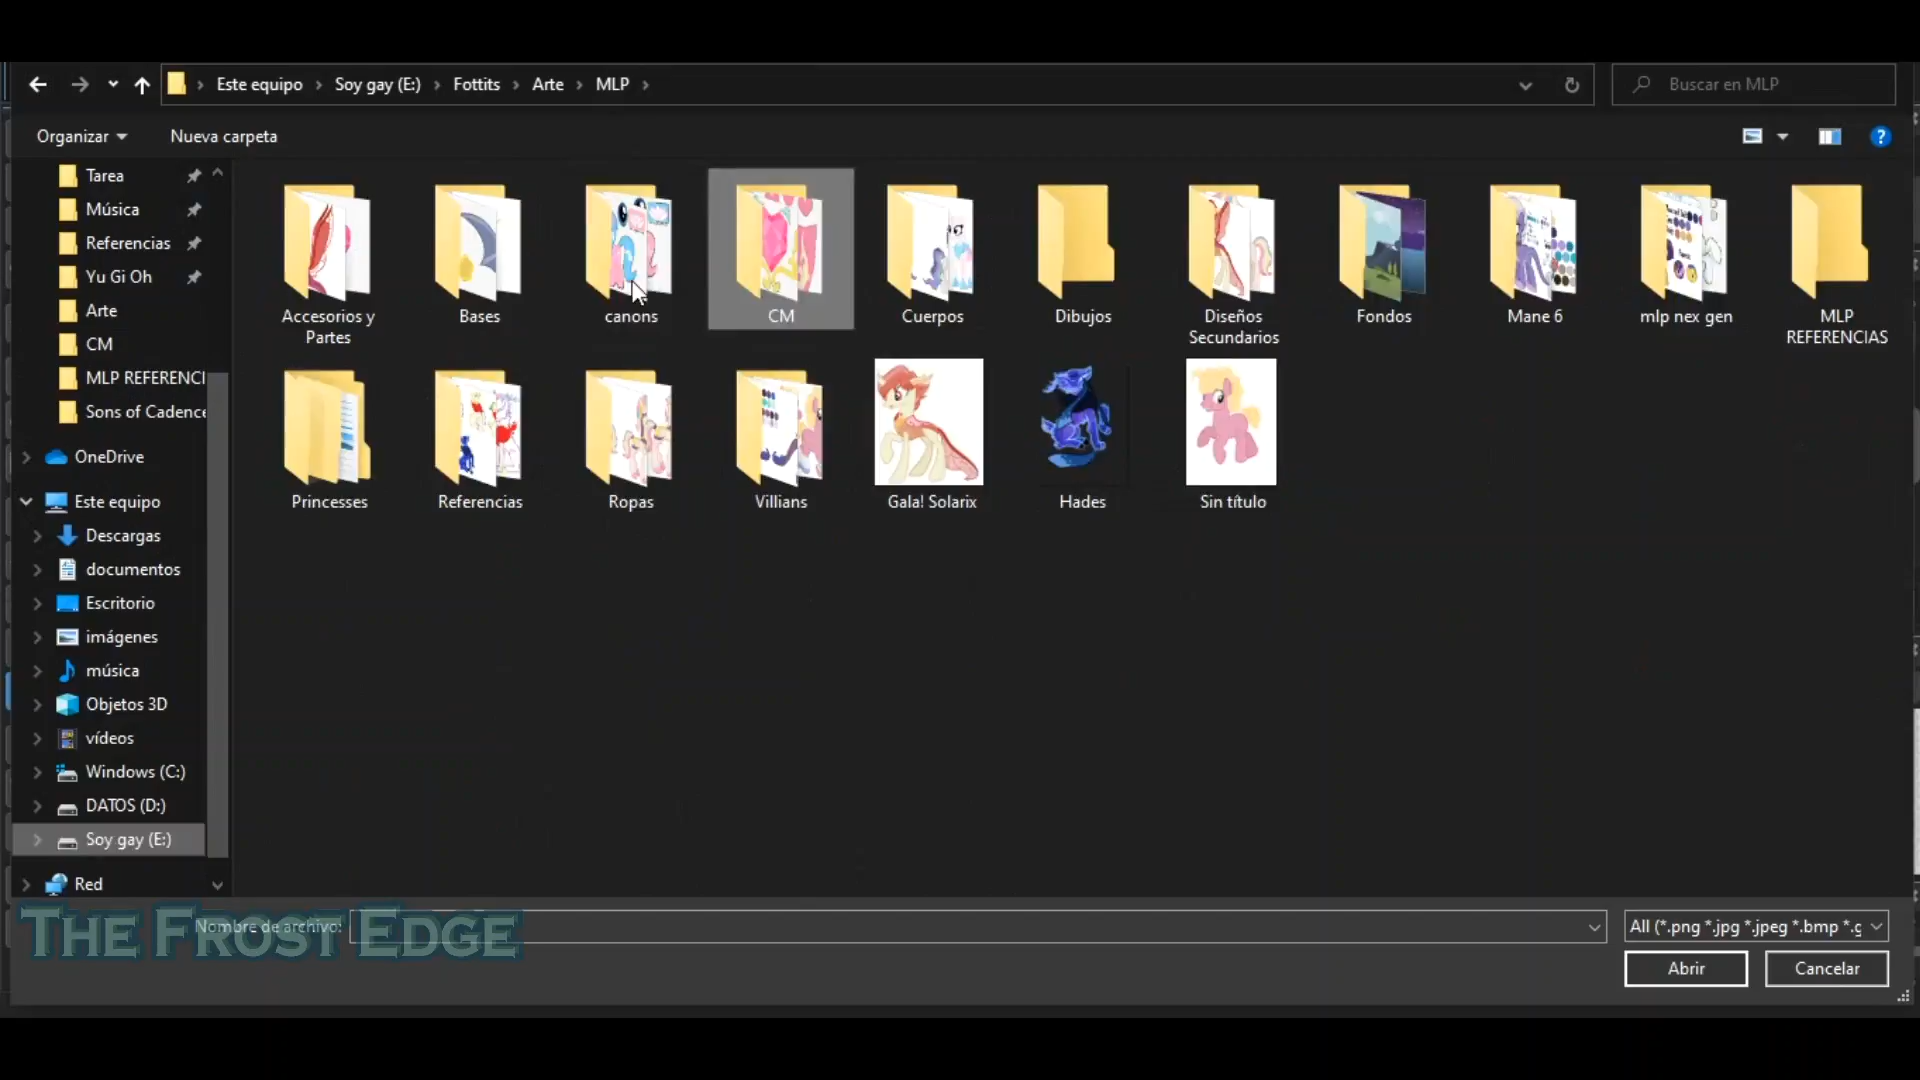 Este equipo > Soy gay (E:) > Fottits > Arte > MLP >
Buscar en MLP
Organizar
Nueva carpeta
Tarea
Música
Referencias
Yu Gi Oh
Arte
CM
MLP REFERENCI
Sons of Cadence
OneDrive
Este equipo
Descargas
documentos
Escritorio
imágenes
música
Objetos 3D
vídeos
Windows (C:)
DATOS (D:)
Soy gay (E:)
Red
Accesorios y
Partes
Bases
canons
CM
Cuerpos
Dibujos
Diseños
Secundarios
Fondos
Mane 6
mlp nex gen
MLP
REFERENCIAS
Princesses
Referencias
Ropas
Villians
Gala! Solarix
Hades
Sin título
Nombre de archivo:
THE FROST EDGE
All (*.png *.jpg *.jpeg *.bmp *.g
Abrir
Cancelar